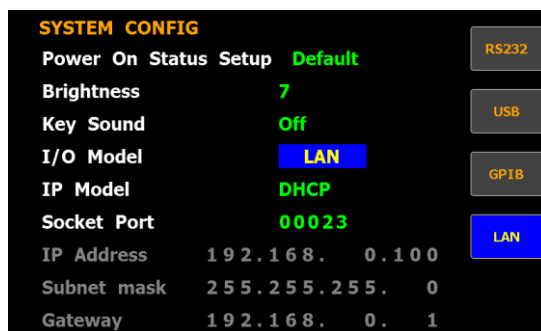 SYSTEM CONFIG
Power On Status Setup Default
Brightness 7
Key Sound Off
I/O Model LAN
IP Model DHCP
Socket Port 00023
IP Address 192.168. 0.100
Subnet mask 255.255.255. 0
Gateway 192.168. 0. 1
RS232
USB
GPIB
LAN